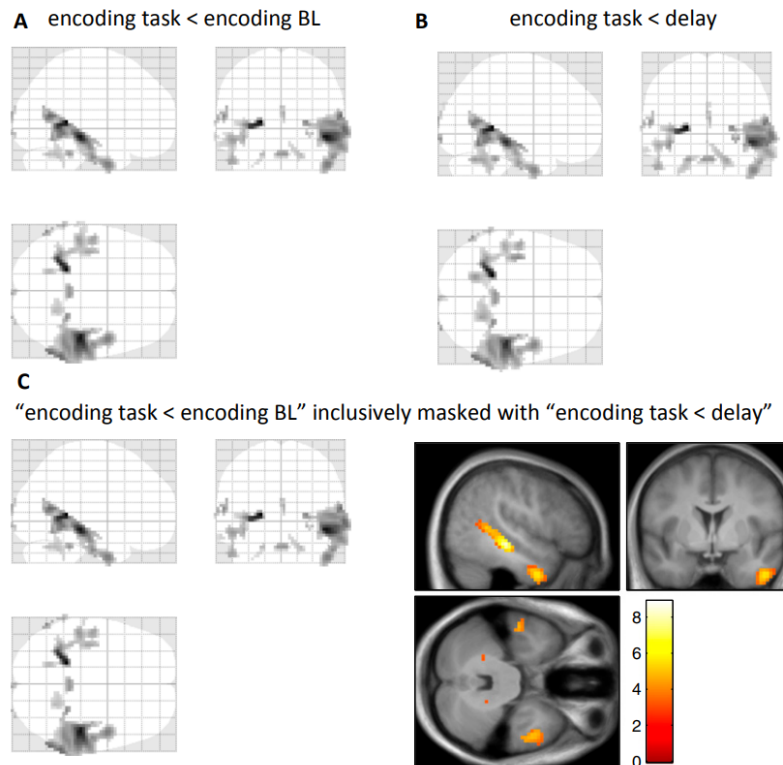 A encoding task < encoding BL
B encoding task < delay
C
“encoding task < encoding BL” inclusively masked with “encoding task < delay”
8
6
4
2
0